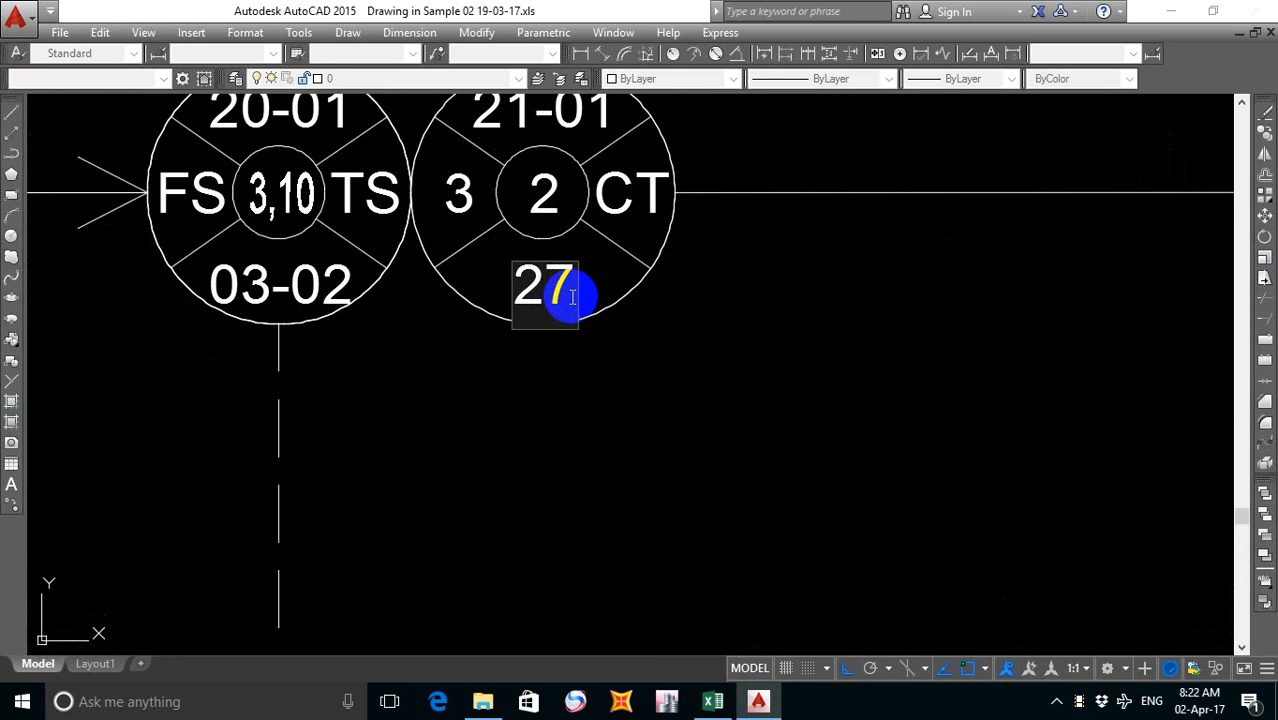 Autodesk AutoCAD 2015 Drawing in Sample 02 19-03-17.xls
Type a keyword or phrase
Sign In
File Edit View Insert Format Tools Draw Dimension Modify Parametric Window Help Express
Standard
0
ByLayer
ByLayer
ByLayer
ByColor
20-01
21-01
FS 3,10 TS 3 2 CT
03-02
27
Y
X
Model Layout1
MODEL
1:1
Ask me anything
ENG
8:22 AM
02-Apr-17